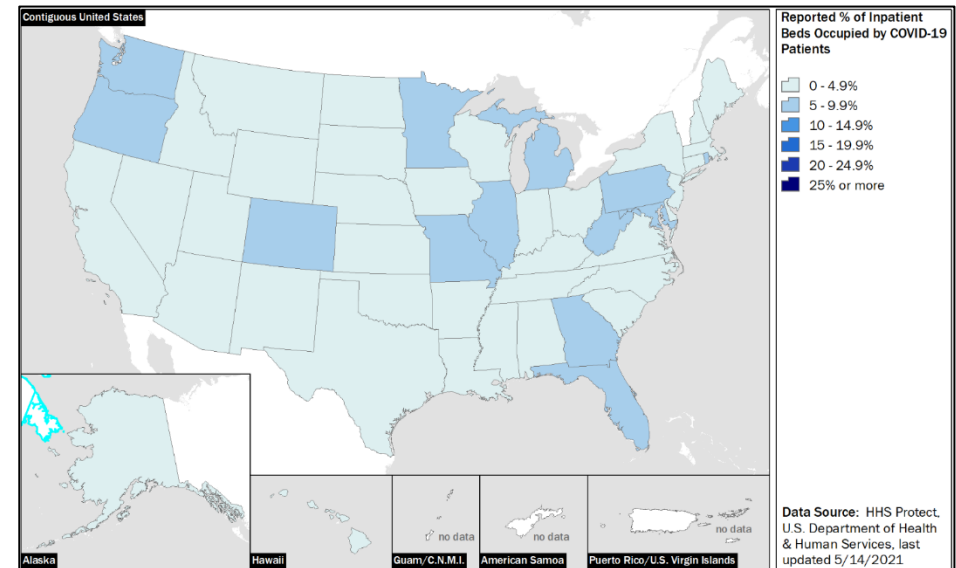 Contiguous United States
Reported % of Inpatient
Beds Occupied by COVID-19
Patients
0 - 4.9%
5 - 9.9%
10 - 14.9%
15 - 19.9%
20 - 24.9%
25% or more
no data
no data
no data
Alaska
Hawaii
Guam/C.N.M.I.
American Samoa
Puerto Rico/U.S. Virgin Islands
Data Source: HHS Protect,
U.S. Department of Health
& Human Services, last
updated 5/14/2021